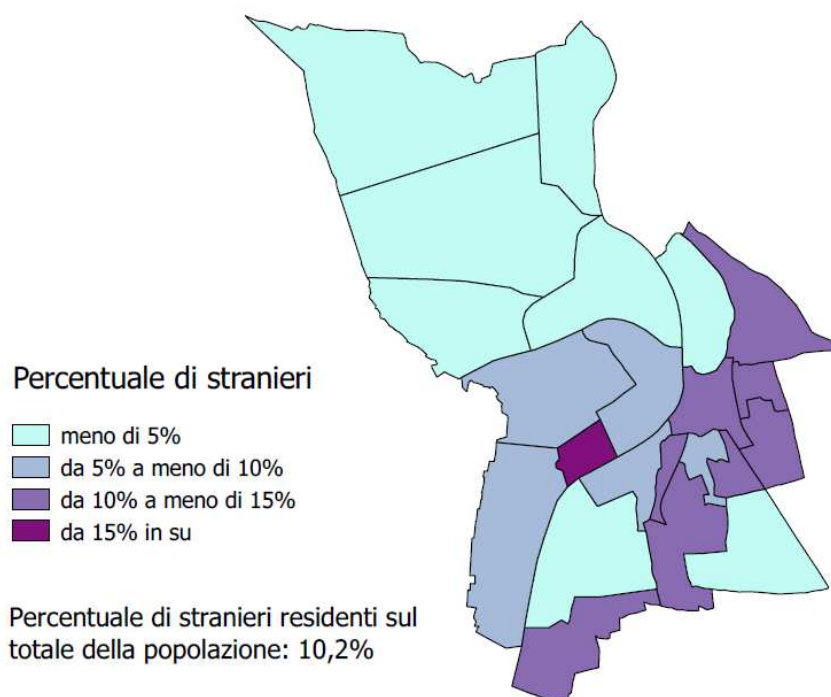 Percentuale di stranieri
meno di 5%
da 5% a meno di 10%
da 10% a meno di 15%
da 15% in su
Percentuale di stranieri residenti sul
totale della popolazione: 10,2%